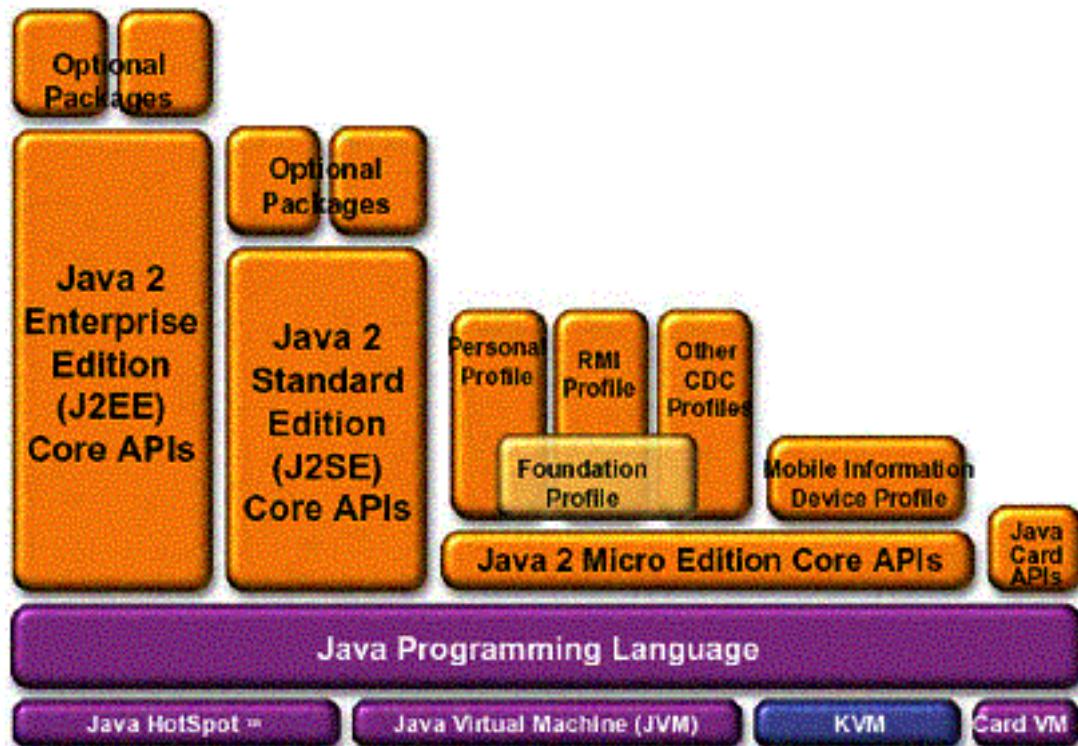 Optional
Packages
Optional
Packages
Java 2
Enterprise
Edition
(J2EE)
Core APIs
Java 2
Standard
Edition
(J2SE)
Core APIs
Personal
Profile
RMI
Profile
Other
CDC
Profiles
Foundation
Profile
Mobile Information
Device Profile
Java 2 Micro Edition Core APIs
Java
Card
APIs
Java Programming Language
Java HotSpot ™
Java Virtual Machine (JVM)
KVM
Card VM